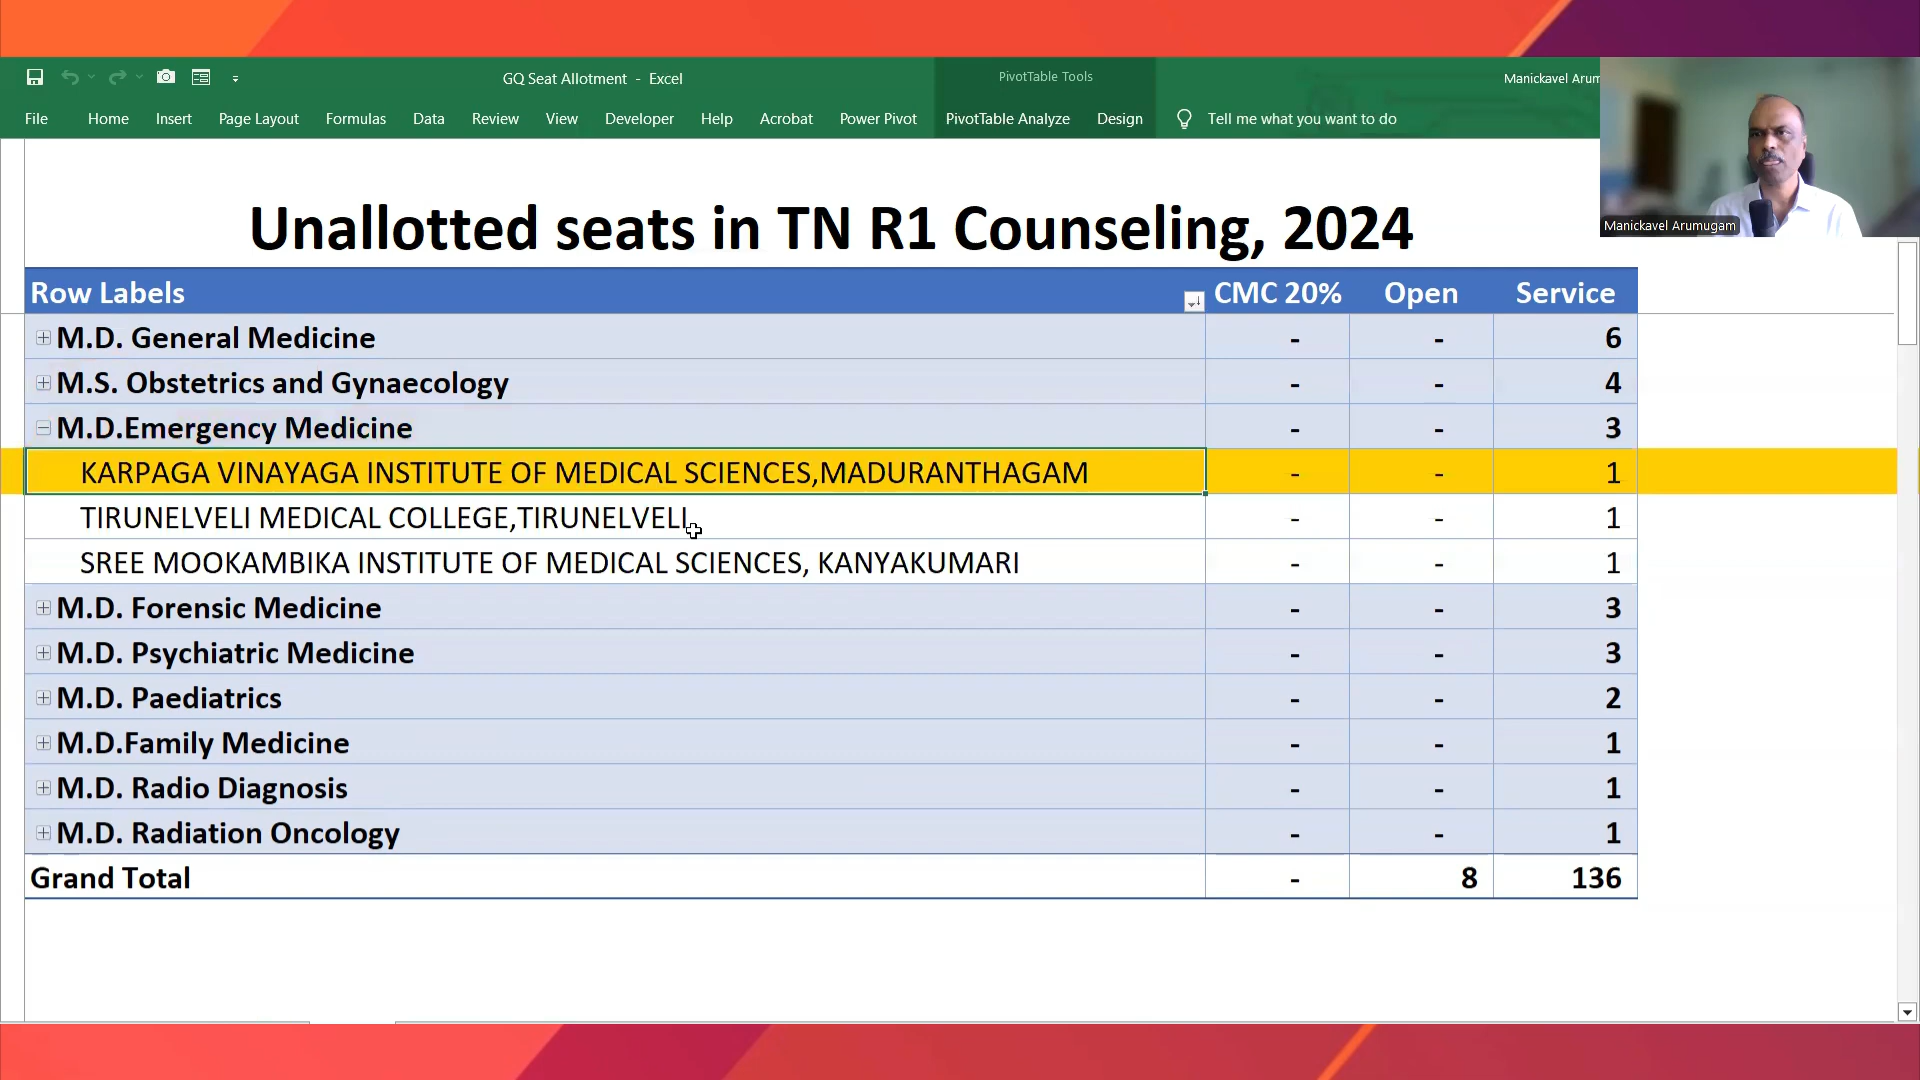 GQ Seat Allotment - Excel
PivotTable Tools
Manickavel Arum
File Home Insert Page Layout Formulas Data Review View Developer Help Acrobat Power Pivot PivotTable Analyze Design Tell me what you want to do
Manickavel Arumugam
Unallotted seats in TN R1 Counseling, 2024
Row Labels CMC 20% Open Service
M.D. General Medicine - - 6
M.S. Obstetrics and Gynaecology - - 4
M.D.Emergency Medicine - - 3
KARPAGA VINAYAGA INSTITUTE OF MEDICAL SCIENCES,MADURANTHAGAM - - 1
TIRUNELVELI MEDICAL COLLEGE,TIRUNELVELI - - 1
SREE MOOKAMBIKA INSTITUTE OF MEDICAL SCIENCES, KANYAKUMARI - - 1
M.D. Forensic Medicine - - 3
M.D. Psychiatric Medicine - - 3
M.D. Paediatrics - - 2
M.D.Family Medicine - - 1
M.D. Radio Diagnosis - - 1
M.D. Radiation Oncology - - 1
Grand Total - 8 136